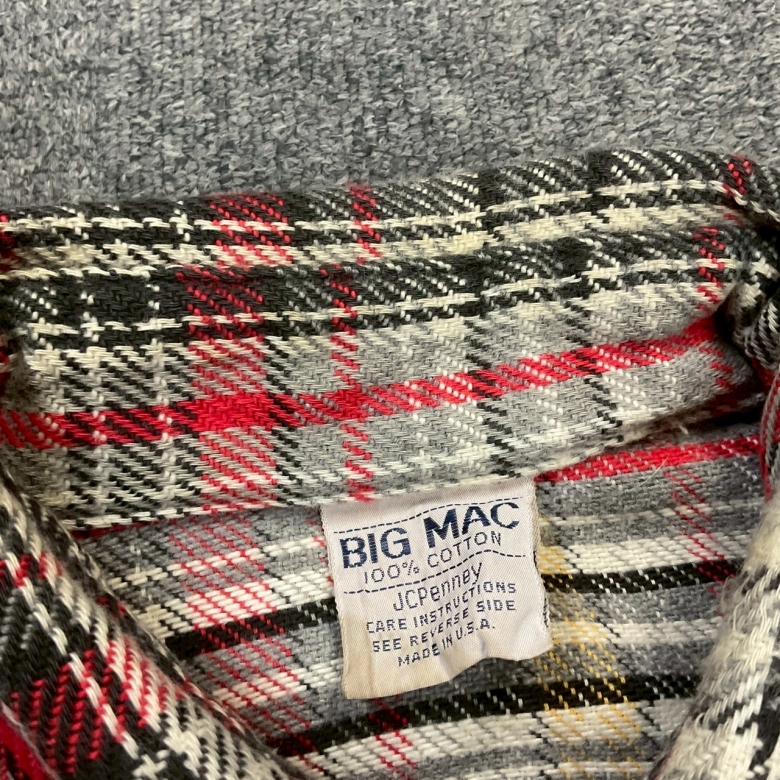 BIG MAC
100% COTTON
JCPenney
CARE INSTRUCTIONS
SEE REVERSE SIDE
MADE IN U.S.A.